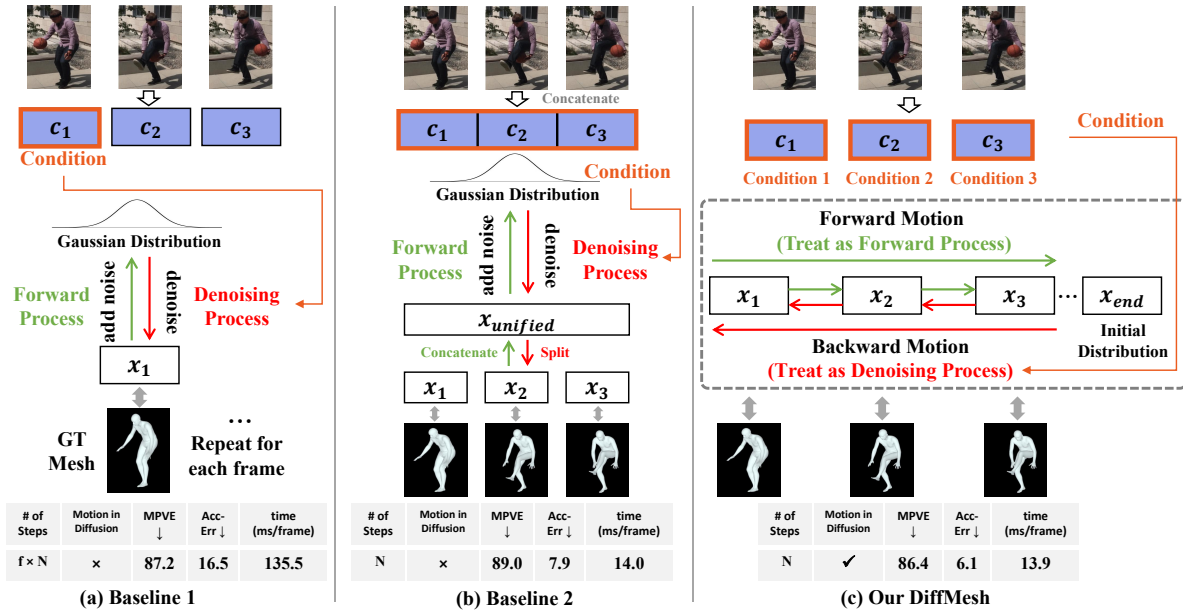 c1
c2
c3
Condition
Gaussian Distribution
Forward
Process
add noise
denoise
Denoising
Process
x1
GT
Mesh
...
Repeat for
each frame
# of
Steps
Motion in
Diffusion
MPVE
↓
Acc-
Err ↓
time
(ms/frame)
f × N
×
87.2
16.5
135.5
(a) Baseline 1
Concatenate
c1
c2
c3
Gaussian Distribution
Condition
Forward
Process
add noise
denoise
Denoising
Process
xunified
Concatenate
Split
x1
x2
x3
# of
Steps
Motion in
Diffusion
MPVE
↓
Acc-
Err ↓
time
(ms/frame)
N
×
89.0
7.9
14.0
(b) Baseline 2
Condition
c1
c2
c3
Condition 1
Condition 2
Condition 3
Forward Motion
(Treat as Forward Process)
x1
x2
x3
...
xend
Initial
Distribution
Backward Motion
(Treat as Denoising Process)
# of
Steps
Motion in
Diffusion
MPVE
↓
Acc-
Err ↓
time
(ms/frame)
N
✓
86.4
6.1
13.9
(c) Our DiffMesh